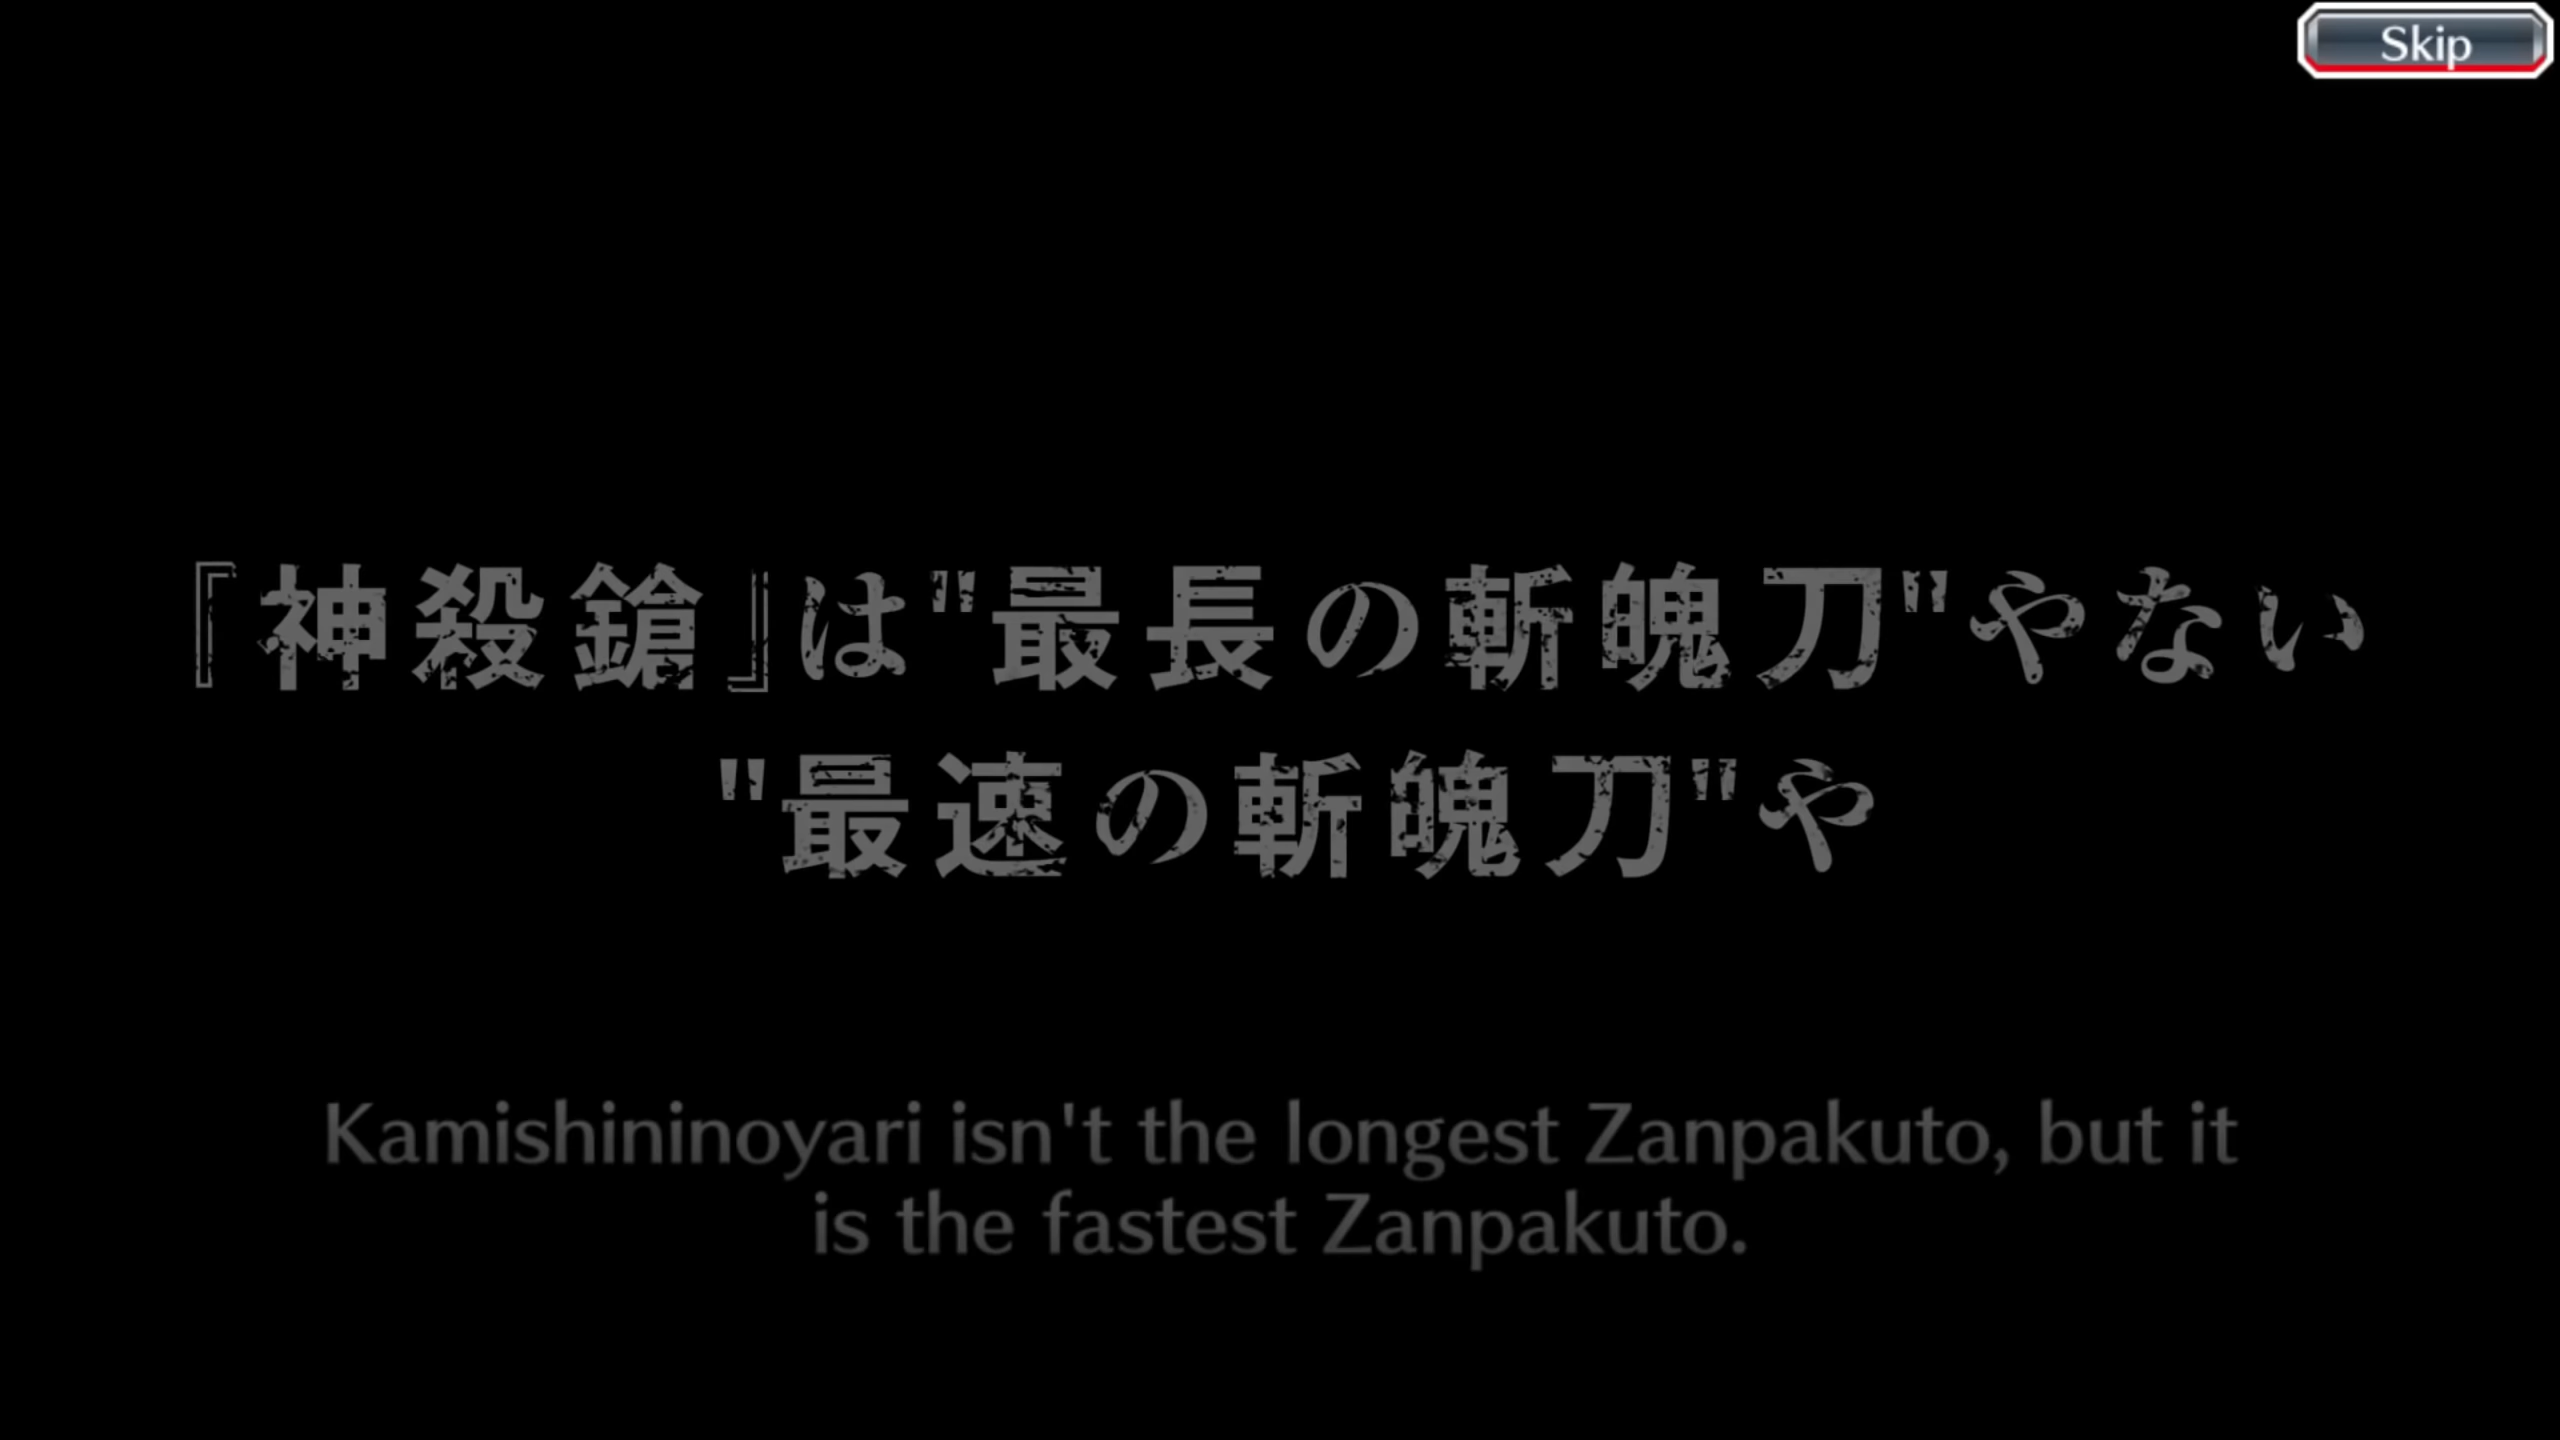 Skip
『神殺鎗』は"最長の斬魄刀"やない
"最速の斬魄刀"や
Kamishininoyari isn't the longest Zanpakuto, but it
is the fastest Zanpakuto.